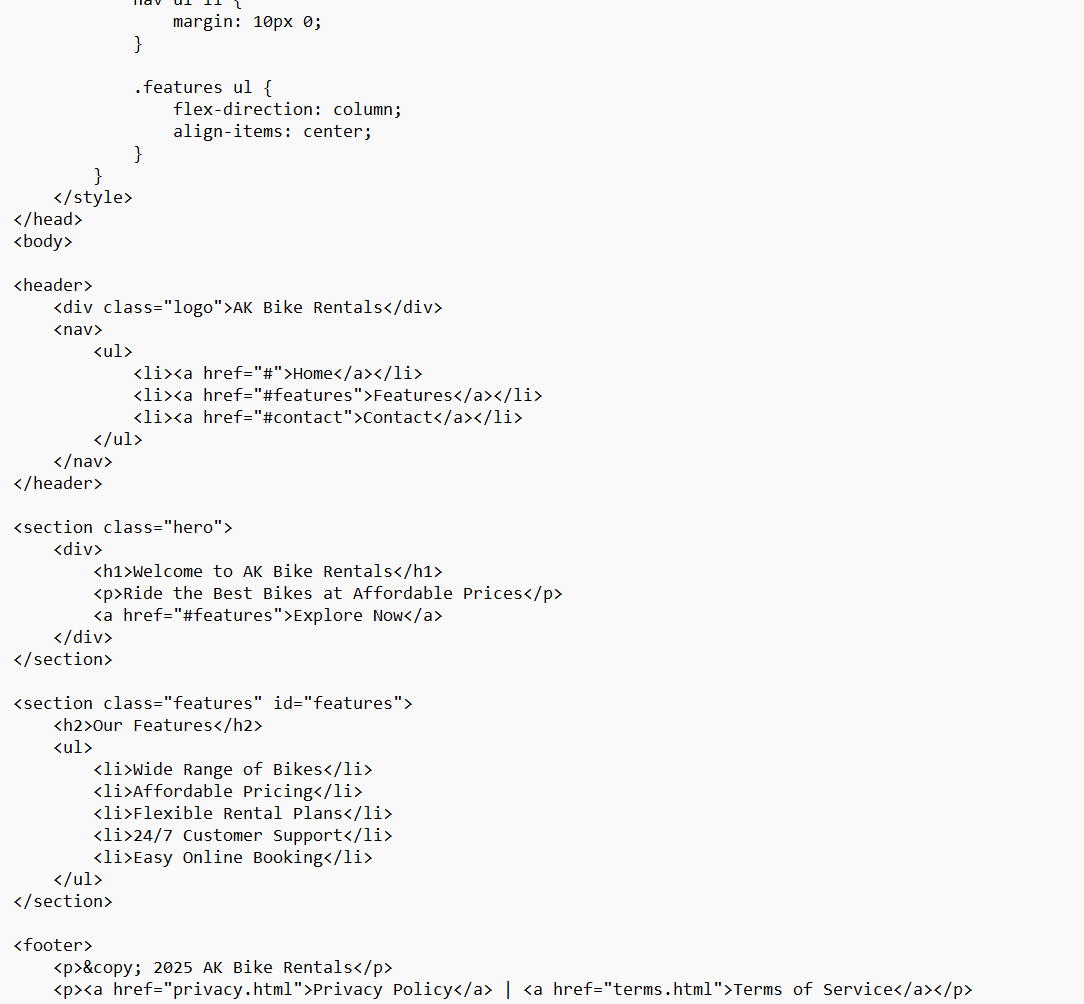 nav ul li {
margin: 10px 0;
}
.features ul {
flex-direction: column;
align-items: center;
}
}
</style>
</head>
<body>
<header>
<div class="logo">AK Bike Rentals</div>
<nav>
<ul>
<li><a href="#">Home</a></li>
<li><a href="#features">Features</a></li>
<li><a href="#contact">Contact</a></li>
</ul>
</nav>
</header>
<section class="hero">
<div>
<h1>Welcome to AK Bike Rentals</h1>
<p>Ride the Best Bikes at Affordable Prices</p>
<a href="#features">Explore Now</a>
</div>
</section>
<section class="features" id="features">
<h2>Our Features</h2>
<ul>
<li>Wide Range of Bikes</li>
<li>Affordable Pricing</li>
<li>Flexible Rental Plans</li>
<li>24/7 Customer Support</li>
<li>Easy Online Booking</li>
</ul>
</section>
<footer>
<p>&copy; 2025 AK Bike Rentals</p>
<p><a href="privacy.html">Privacy Policy</a> | <a href="terms.html">Terms of Service</a></p>